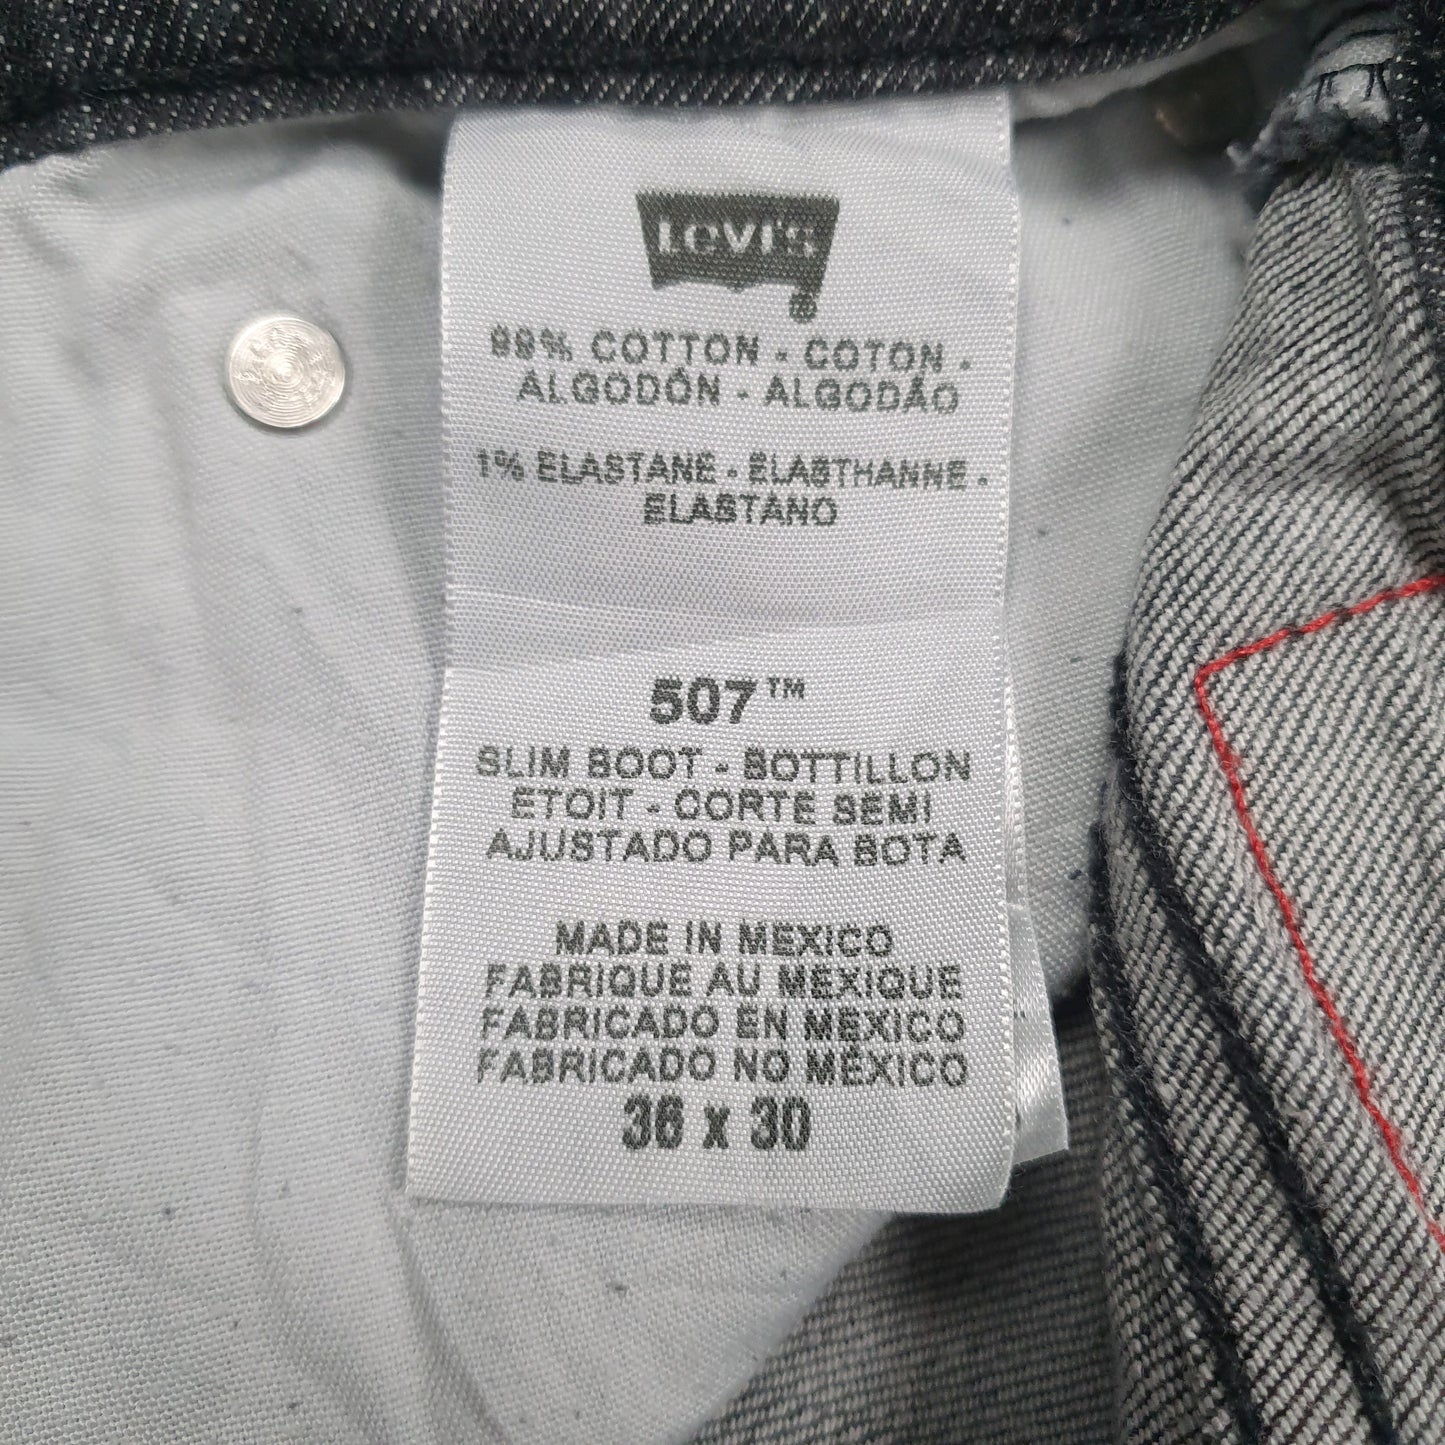 Levi's
®
99% COTTON - COTON -
ALGODÓN - ALGODÃO
1% ELASTANE - ÉLASTHANNE -
ELASTANO
507™
SLIM BOOT - BOTTILLON
ETOIT - CORTE SEMI
AJUSTADO PARA BOTA
MADE IN MEXICO
FABRIQUE AU MEXIQUE
FABRICADO EN MEXICO
FABRICADO NO MÉXICO
36 x 30